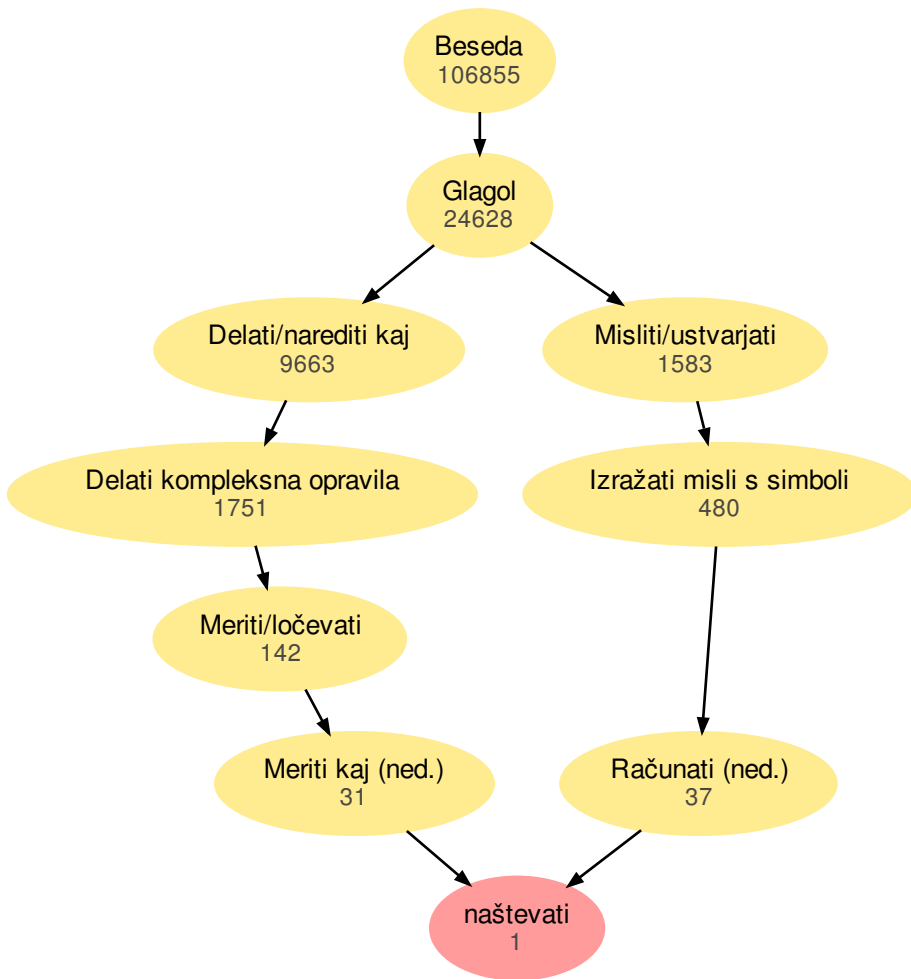 Beseda
106855
Glagol
24628
Delati/narediti kaj
9663
Misliti/ustvarjati
1583
Delati kompleksna opravila
1751
Izražati misli s simboli
480
Meriti/ločevati
142
Meriti kaj (ned.)
31
Računati (ned.)
37
naštevati
1